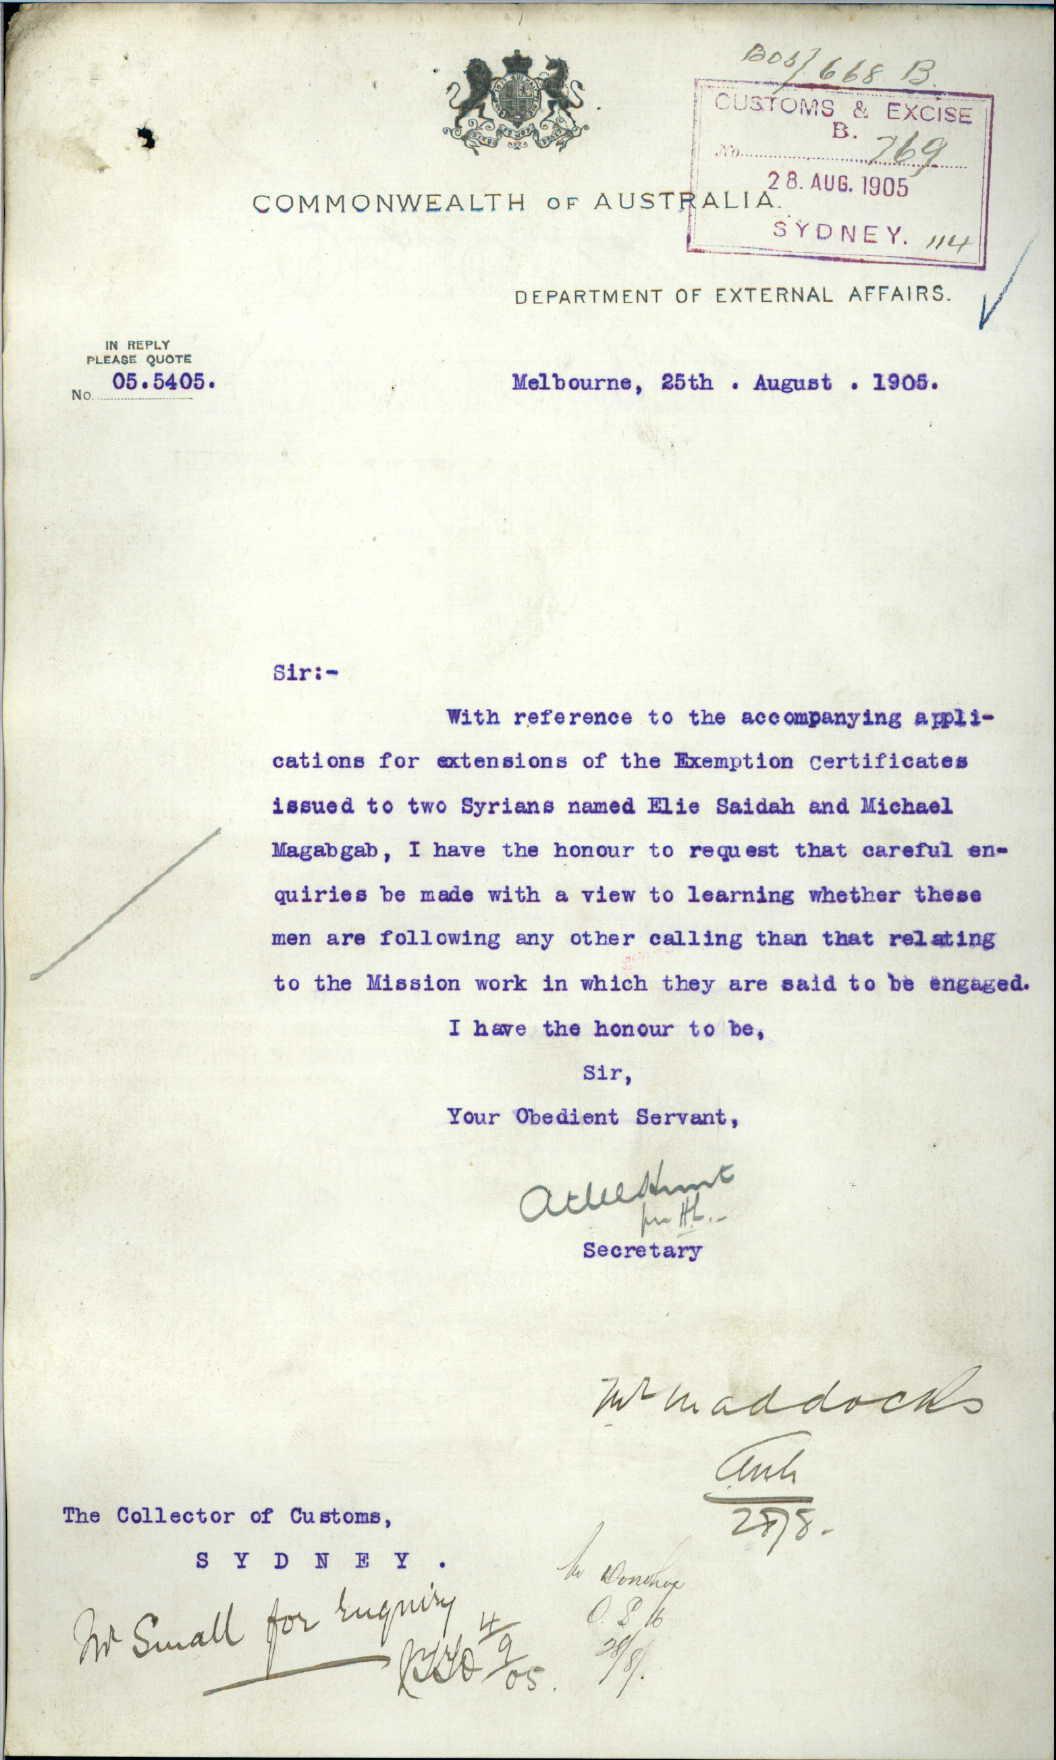 B05/668 B.
CUSTOMS & EXCISE
B.
No 769
28. AUG. 1905
SYDNEY. 114
COMMONWEALTH OF AUSTRALIA.
DEPARTMENT OF EXTERNAL AFFAIRS.
IN REPLY
PLEASE QUOTE
No. 05.5405.
Melbourne, 25th . August . 1905.
Sir:-
With reference to the accompanying appli-
cations for extensions of the Exemption Certificates
issued to two Syrians named Elie Saidah and Michael
Magabgab, I have the honour to request that careful en-
quiries be made with a view to learning whether these
men are following any other calling than that relating
to the Mission work in which they are said to be engaged.
I have the honour to be,
Sir,
Your Obedient Servant,
Atlee Hunt
Secretary
Mr Maddocks
28/8.
The Collector of Customs,
S Y D N E Y .
Mr Donohoe
28/8/.
Mr Small for Enquiry
4/9/05.